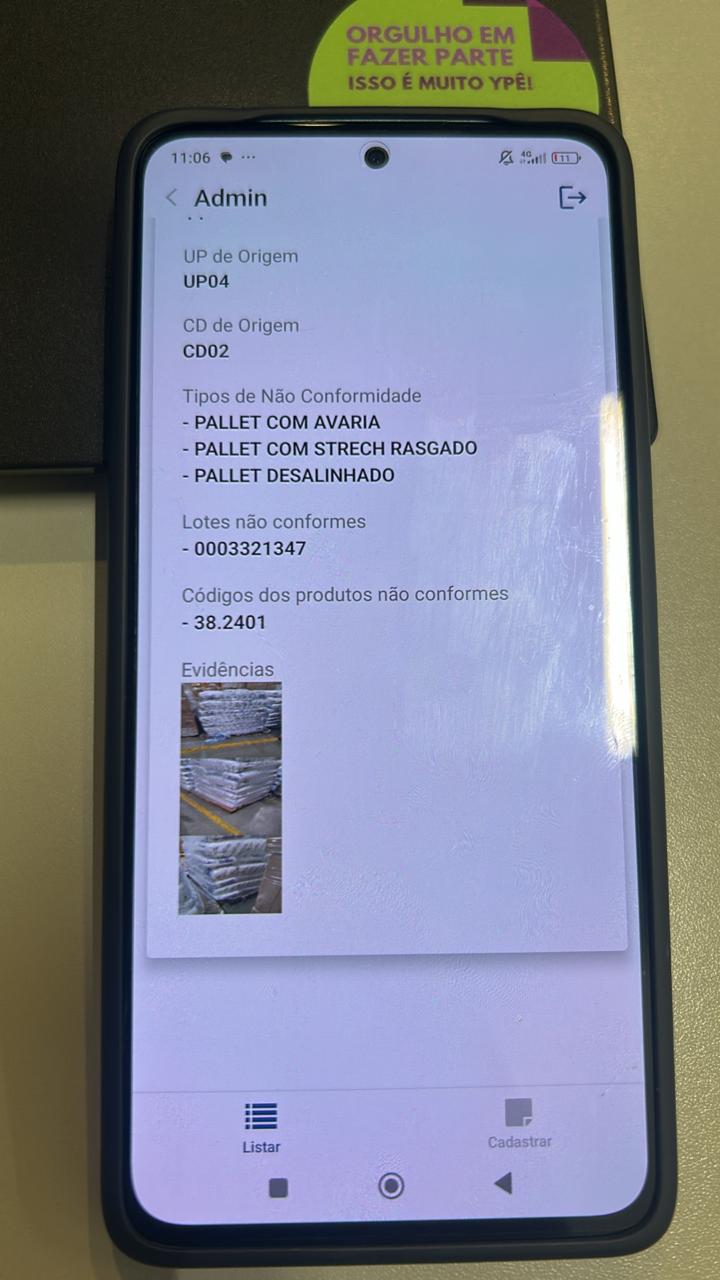 ORGULHO EM
FAZER PARTE
ISSO É MUITO YPÊ!
11:06
4G
11
Admin
UP de Origem
UP04
CD de Origem
CD02
Tipos de Não Conformidade
- PALLET COM AVARIA
- PALLET COM STRECH RASGADO
- PALLET DESALINHADO
Lotes não conformes
- 0003321347
Códigos dos produtos não conformes
- 38.2401
Evidências
Listar
Cadastrar